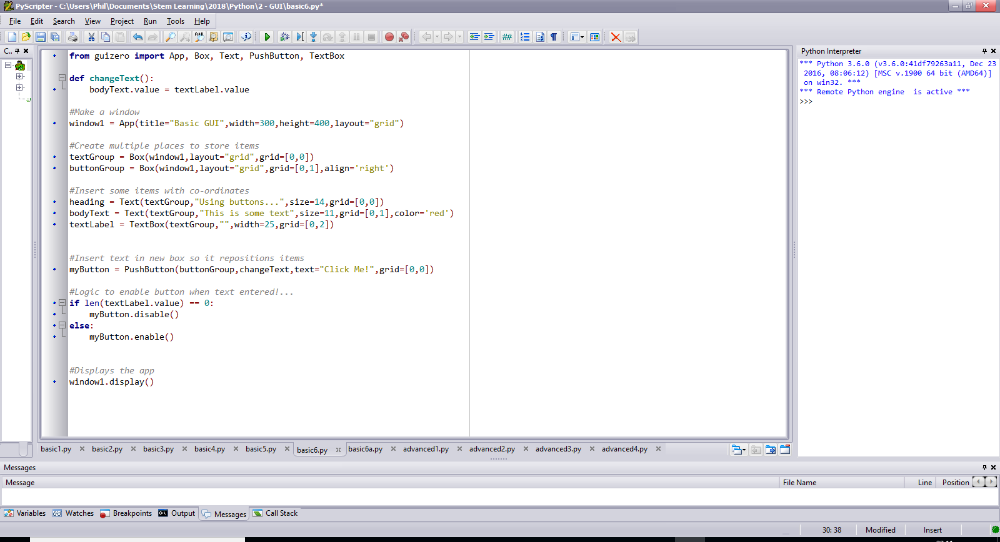 PyScripter - C:\Users\Phil\Documents\Stem Learning\2018\Python\2 - GUI\basic6.py*
File Edit Search View Project Run Tools Help
C..
from guizero import App, Box, Text, PushButton, TextBox
def changeText():
    bodyText.value = textLabel.value
#Make a window
window1 = App(title="Basic GUI",width=300,height=400,layout="grid")
#Create multiple places to store items
textGroup = Box(window1,layout="grid",grid=[0,0])
buttonGroup = Box(window1,layout="grid",grid=[0,1],align='right')
#Insert some items with co-ordinates
heading = Text(textGroup,"Using buttons...",size=14,grid=[0,0])
bodyText = Text(textGroup,"This is some text",size=11,grid=[0,1],color='red')
textLabel = TextBox(textGroup,"",width=25,grid=[0,2])
#Insert text in new box so it repositions items
myButton = PushButton(buttonGroup,changeText,text="Click Me!",grid=[0,0])
#Logic to enable button when text entered!...
if len(textLabel.value) == 0:
    myButton.disable()
else:
    myButton.enable()
#Displays the app
window1.display()
Python Interpreter
*** Python 3.6.0 (v3.6.0:41df79263a11, Dec 23
2016, 08:06:12) [MSC v.1900 64 bit (AMD64)]
on win32. ***
*** Remote Python engine  is active ***
>>>
basic1.py basic2.py basic3.py basic4.py basic5.py basic6.py basic6a.py advanced1.py advanced2.py advanced3.py advanced4.py
Messages
Message File Name Line Position
Variables Watches Breakpoints Output Messages Call Stack
30: 38 Modified Insert